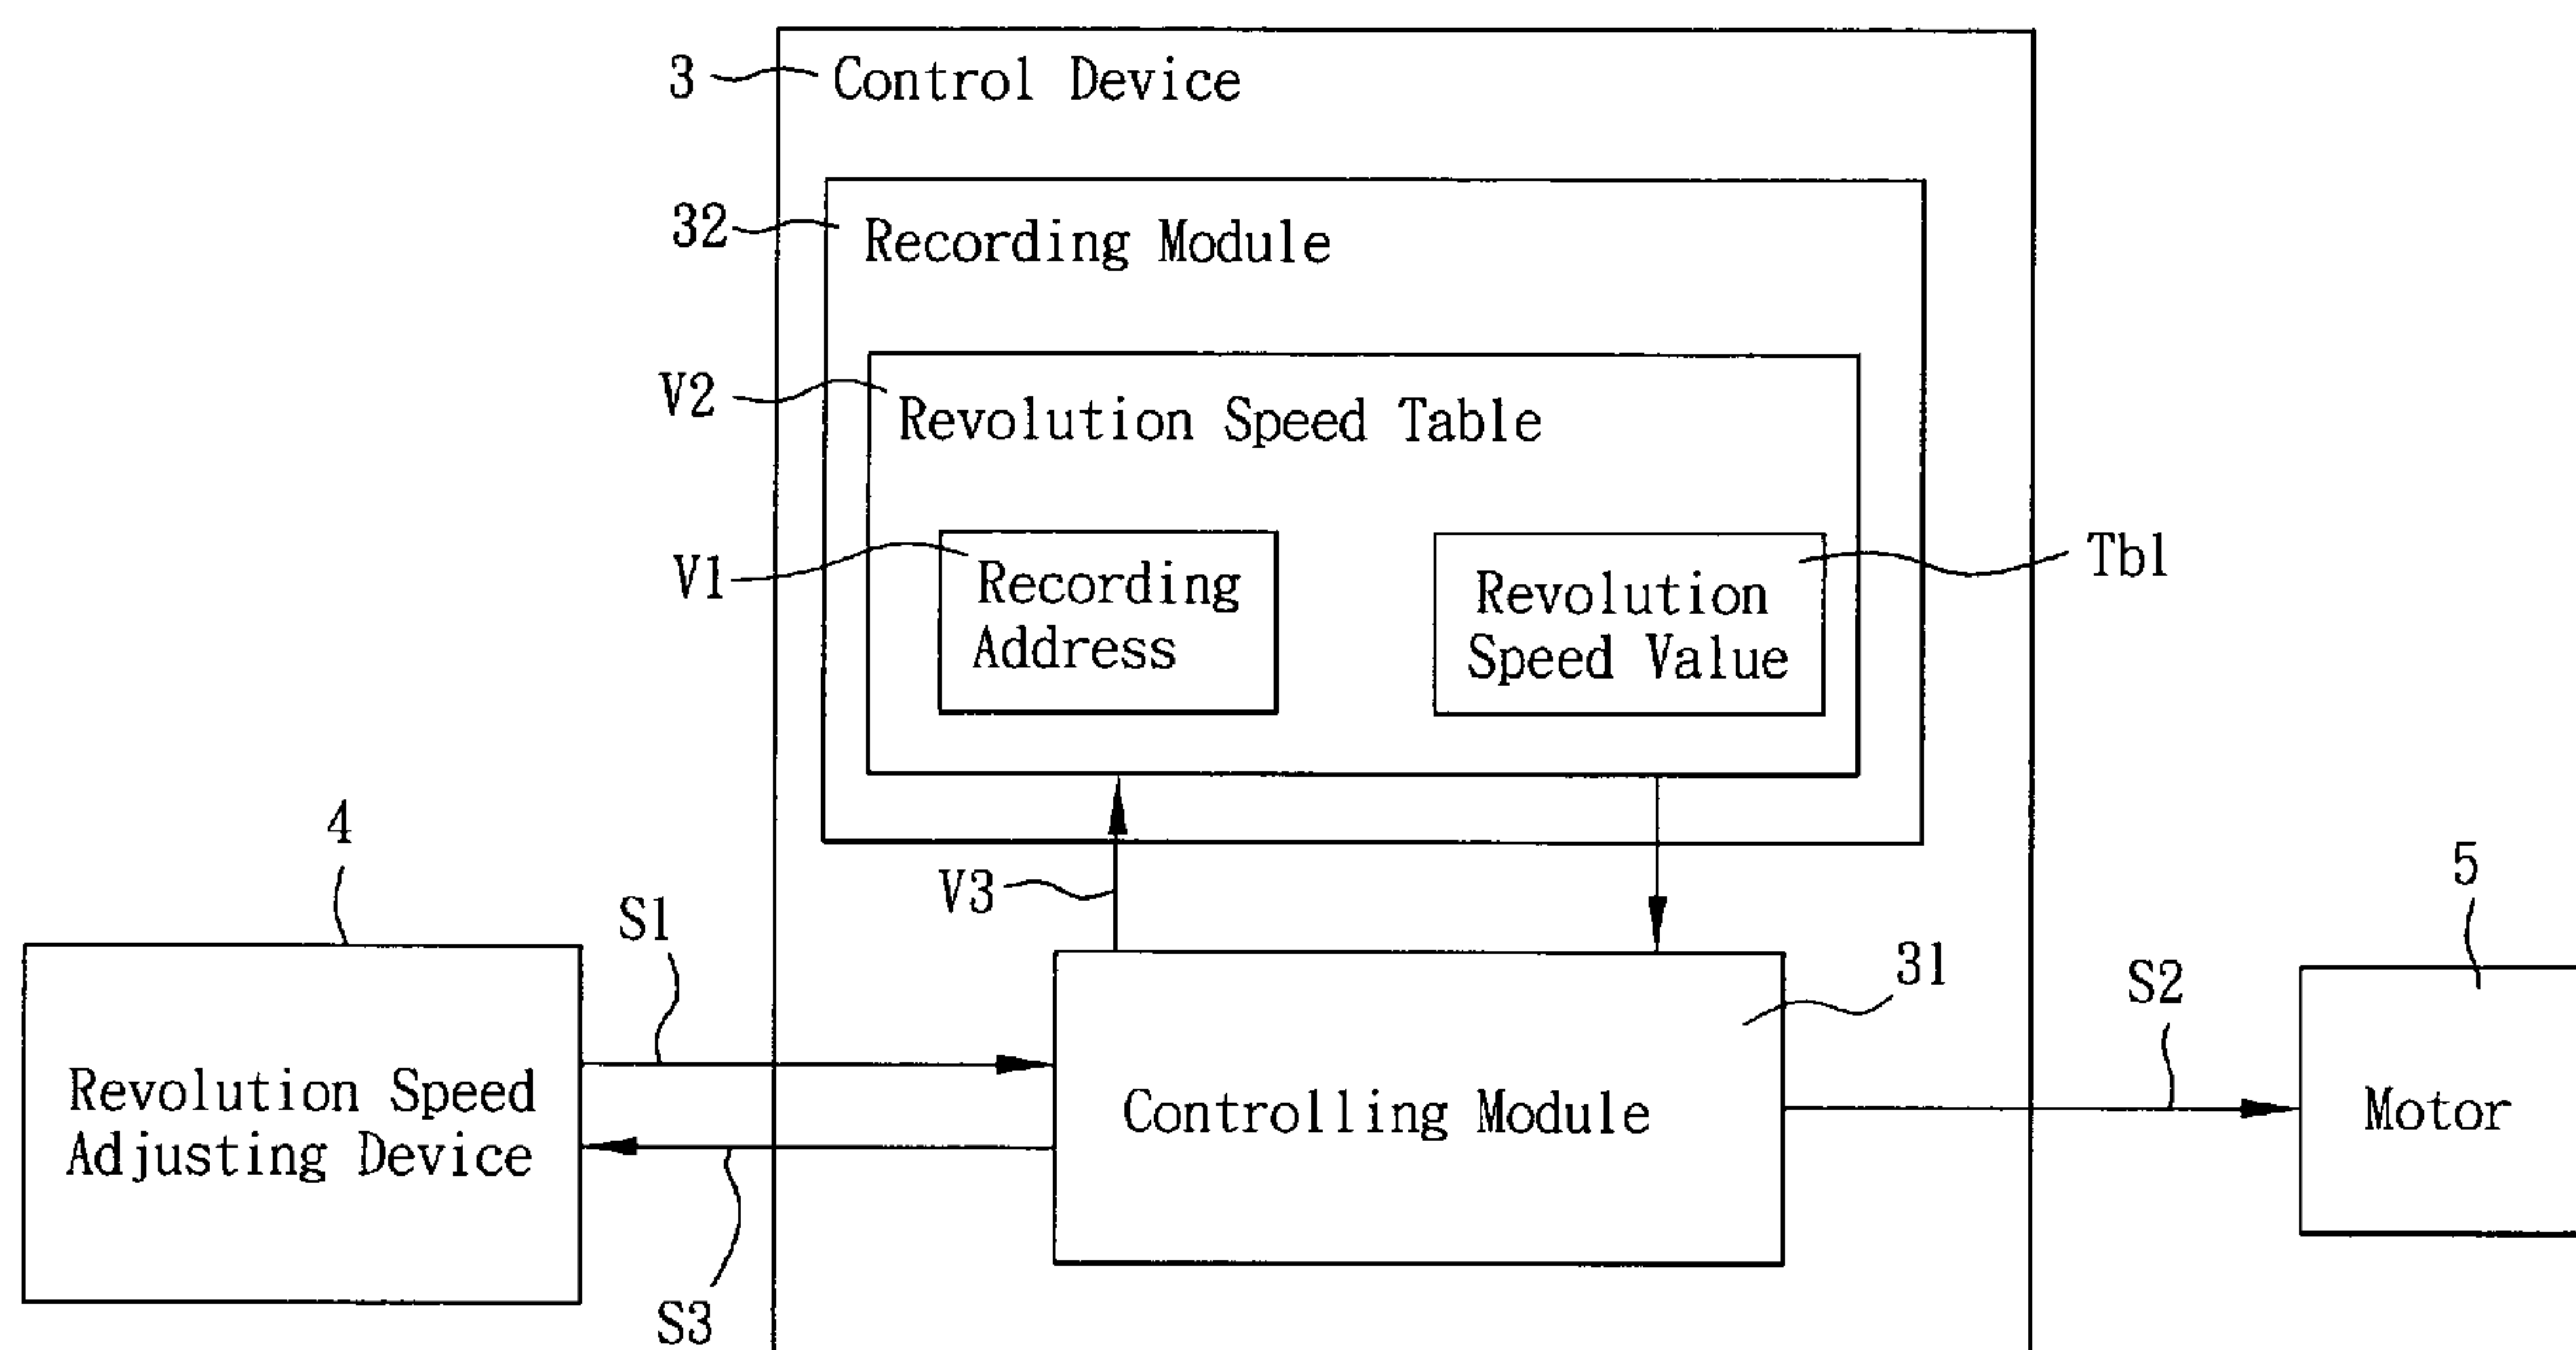 3 Control Device
32 Recording Module
V2 Revolution Speed Table
V1
Recording
Address
Revolution
Speed Value
Tbl
4
V3
5
S1
31
S2
Revolution Speed
Adjusting Device
Controlling Module
Motor
S3